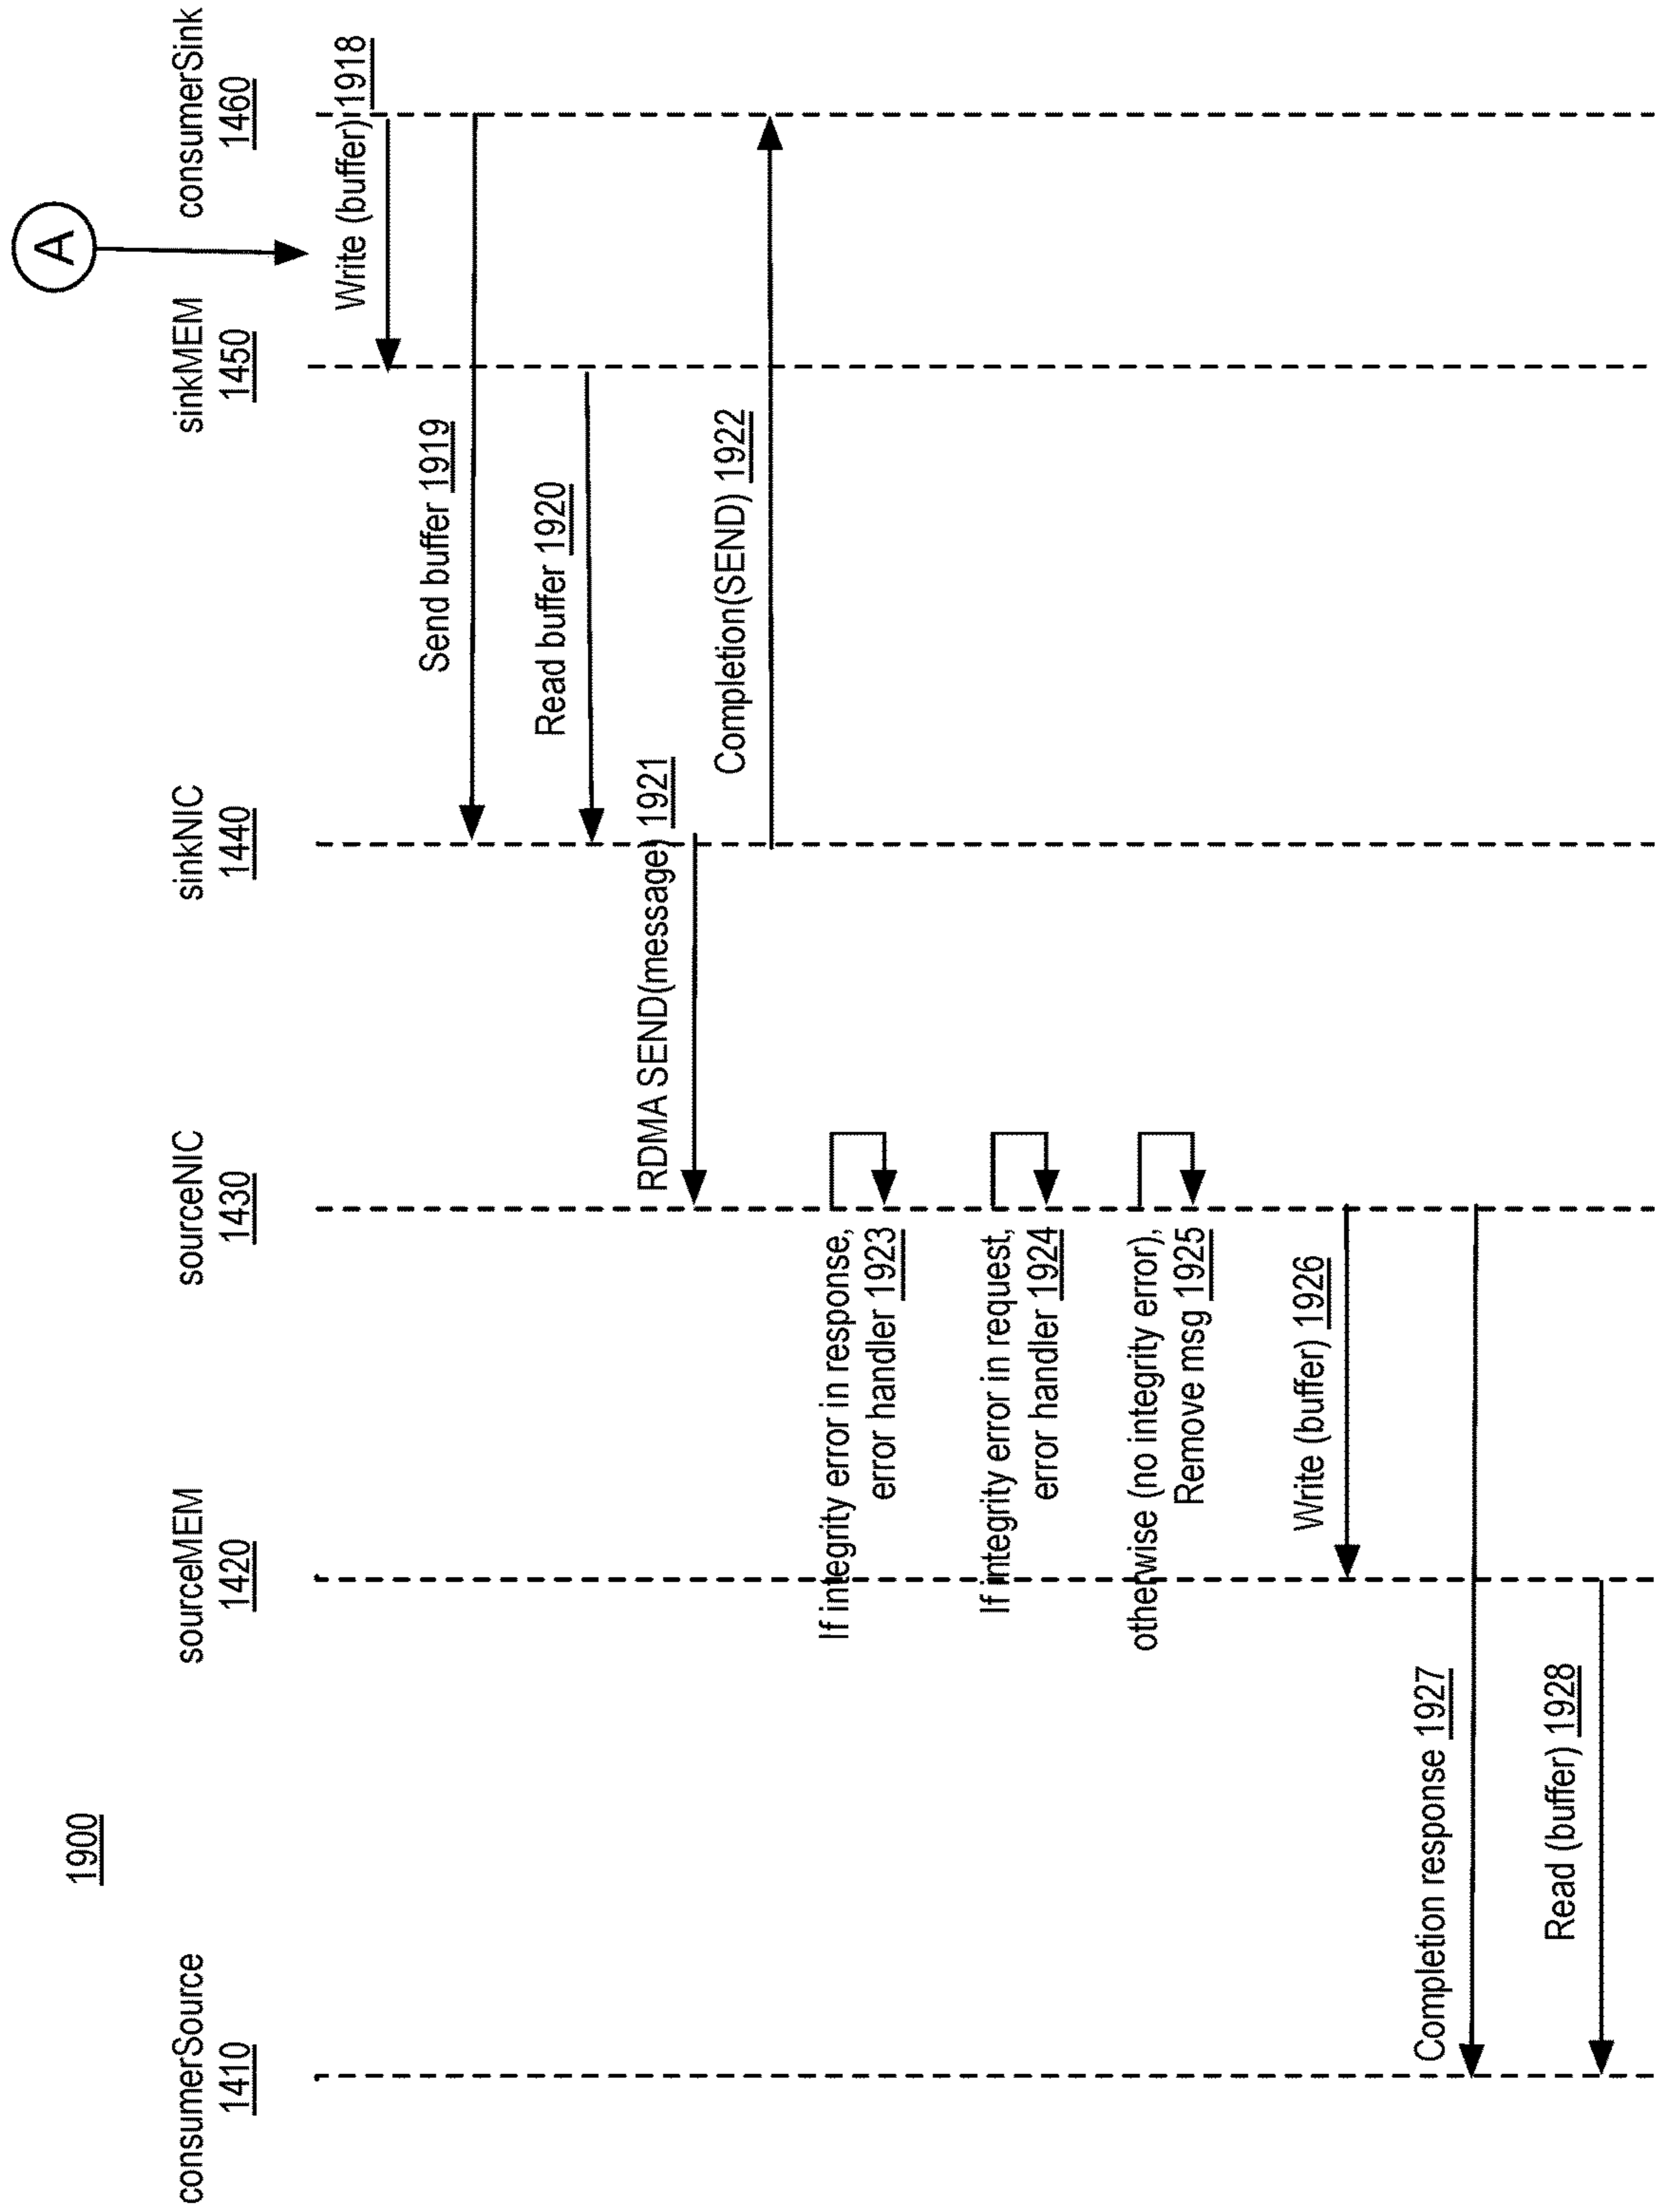 1900
A
consumerSource
1410
sourceMEM
1420
sourceNIC
1430
sinkNIC
1440
sinkMEM
1450
consumerSink
1460
Write (buffer) 1918
Send buffer 1919
Read buffer 1920
RDMA SEND(message) 1921
Completion(SEND) 1922
If integrity error in response,
error handler 1923
If integrity error in request,
error handler 1924
otherwise (no integrity error),
Remove msg 1925
Write (buffer) 1926
Completion response 1927
Read (buffer) 1928